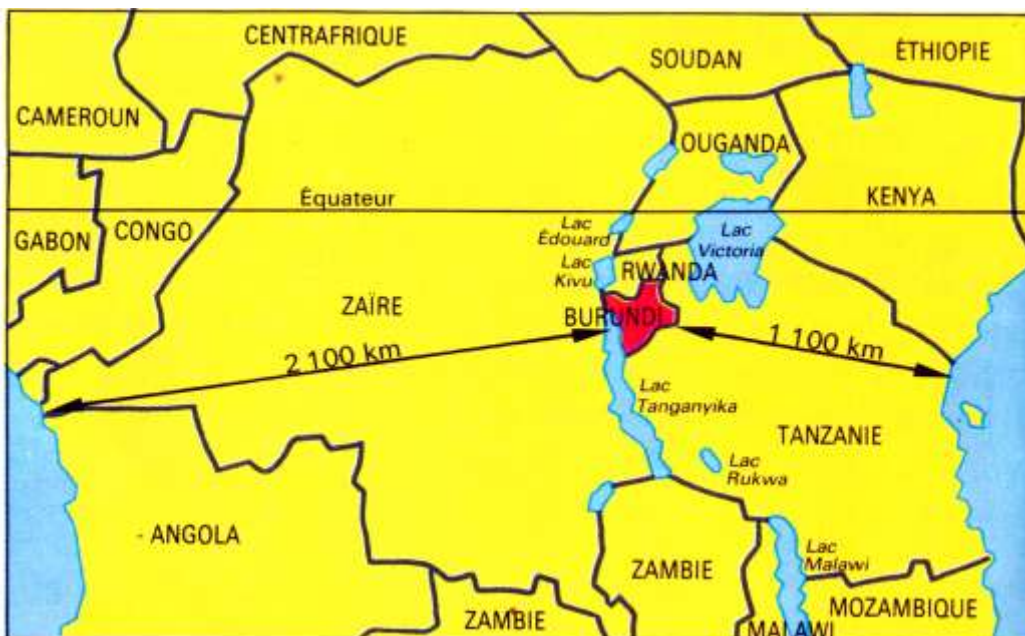 CENTRAFRIQUE
SOUDAN
ÉTHIOPIE
CAMEROUN
OUGANDA
Équateur
KENYA
GABON
CONGO
Lac
Édouard
Lac
Victoria
Lac
Kivu
RWANDA
ZAÏRE
BURUNDI
2 100 km
1 100 km
Lac
Tanganyika
TANZANIE
Lac
Rukwa
ANGOLA
Lac
Malawi
ZAMBIE
ZAMBIE
MOZAMBIQUE
MALAWI